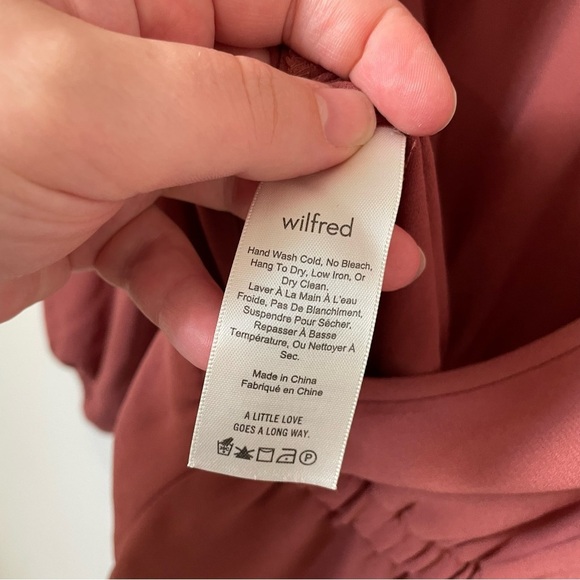 wilfred
Hand Wash Cold, No Bleach,
Hang To Dry, Low Iron, Or
Dry Clean.
Laver À La Main À L'eau
Froide, Pas De Blanchiment,
Suspendre Pour Sécher,
Repasser À Basse
Température, Ou Nettoyer À
Sec.
Made in China
Fabriqué en Chine
A LITTLE LOVE
GOES A LONG WAY.
P